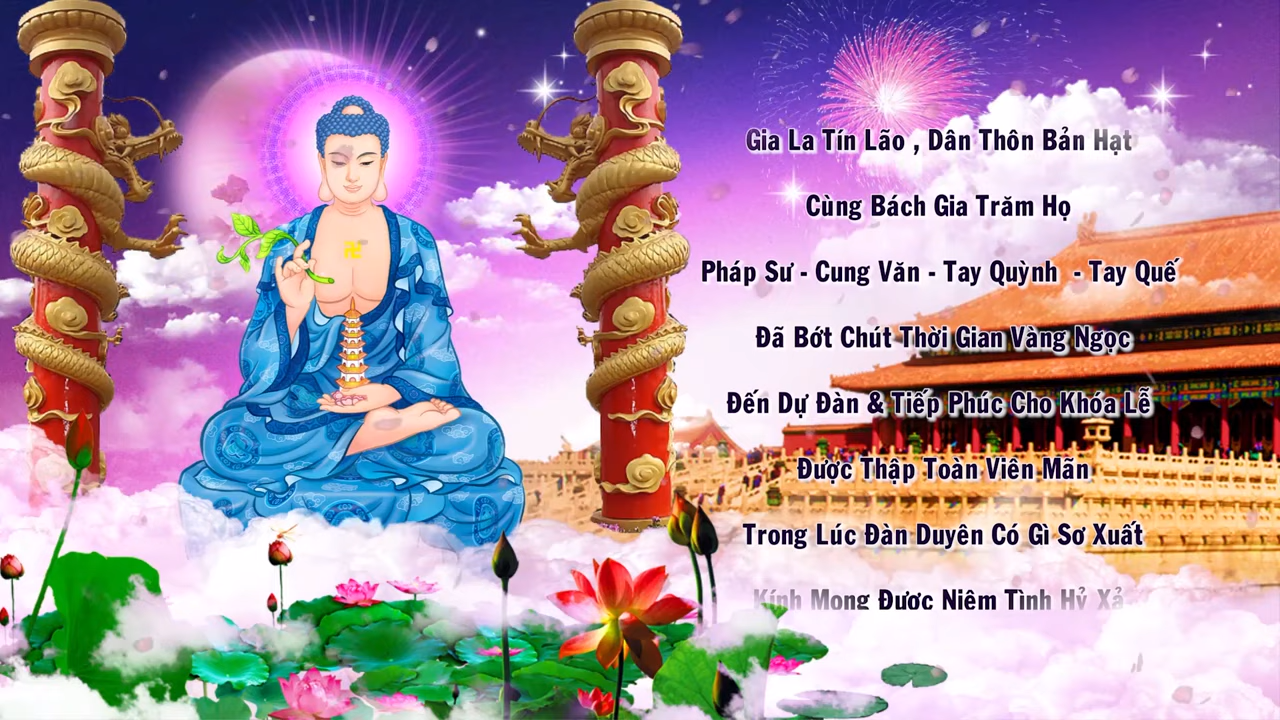 Gia La Tín Lão , Dân Thôn Bản Hạt
Cùng Bách Gia Trăm Họ
Pháp Sư - Cung Văn - Tay Quỳnh - Tay Quế
Đã Bớt Chút Thời Gian Vàng Ngọc
Đến Dự Đàn & Tiếp Phúc Cho Khóa Lễ
Được Thập Toàn Viên Mãn
Trong Lúc Đàn Duyên Có Gì Sơ Xuất
Kính Mong Được Niệm Tình Hỷ Xả